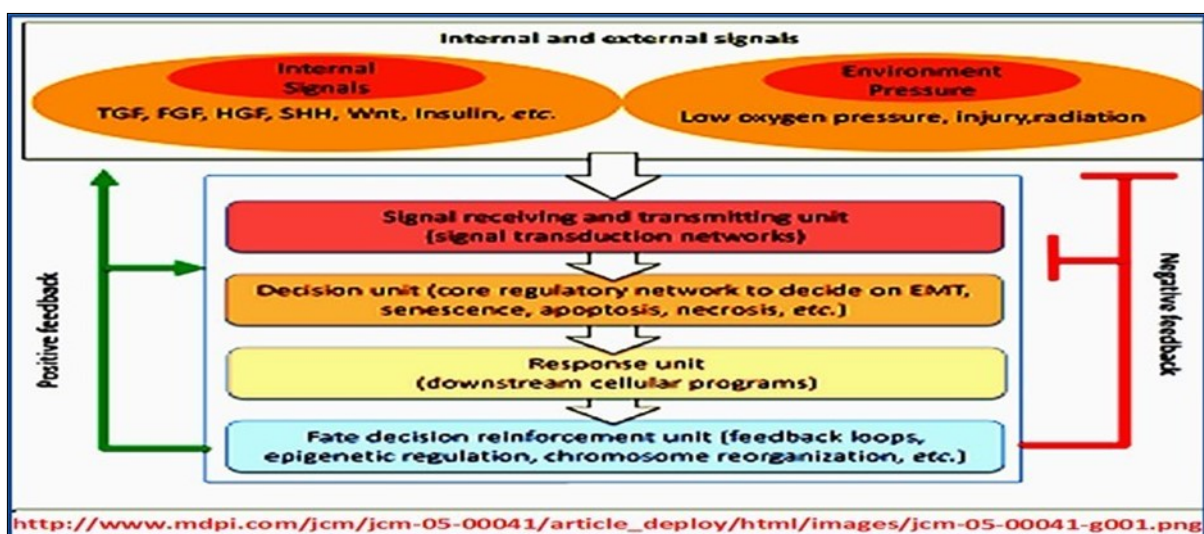 Internal and external signals
Internal
Signals
TGF, FGF, HGF, SHH, Wnt, Insulin, etc.
Environment
Pressure
Low oxygen pressure, injury,radiation
Signal receiving and transmitting unit
(signal transduction networks)
Decision unit (core regulatory network to decide on EMT,
senescence, apoptosis, necrosis, etc.)
Response unit
(downstream cellular programs)
Fate decision reinforcement unit (feedback loops,
epigenetic regulation, chromosome reorganization, etc.)
Positive feedback
Negative feedback
http://www.mdpi.com/jcm/jcm-05-00041/article_deploy/html/images/jcm-05-00041-g001.png